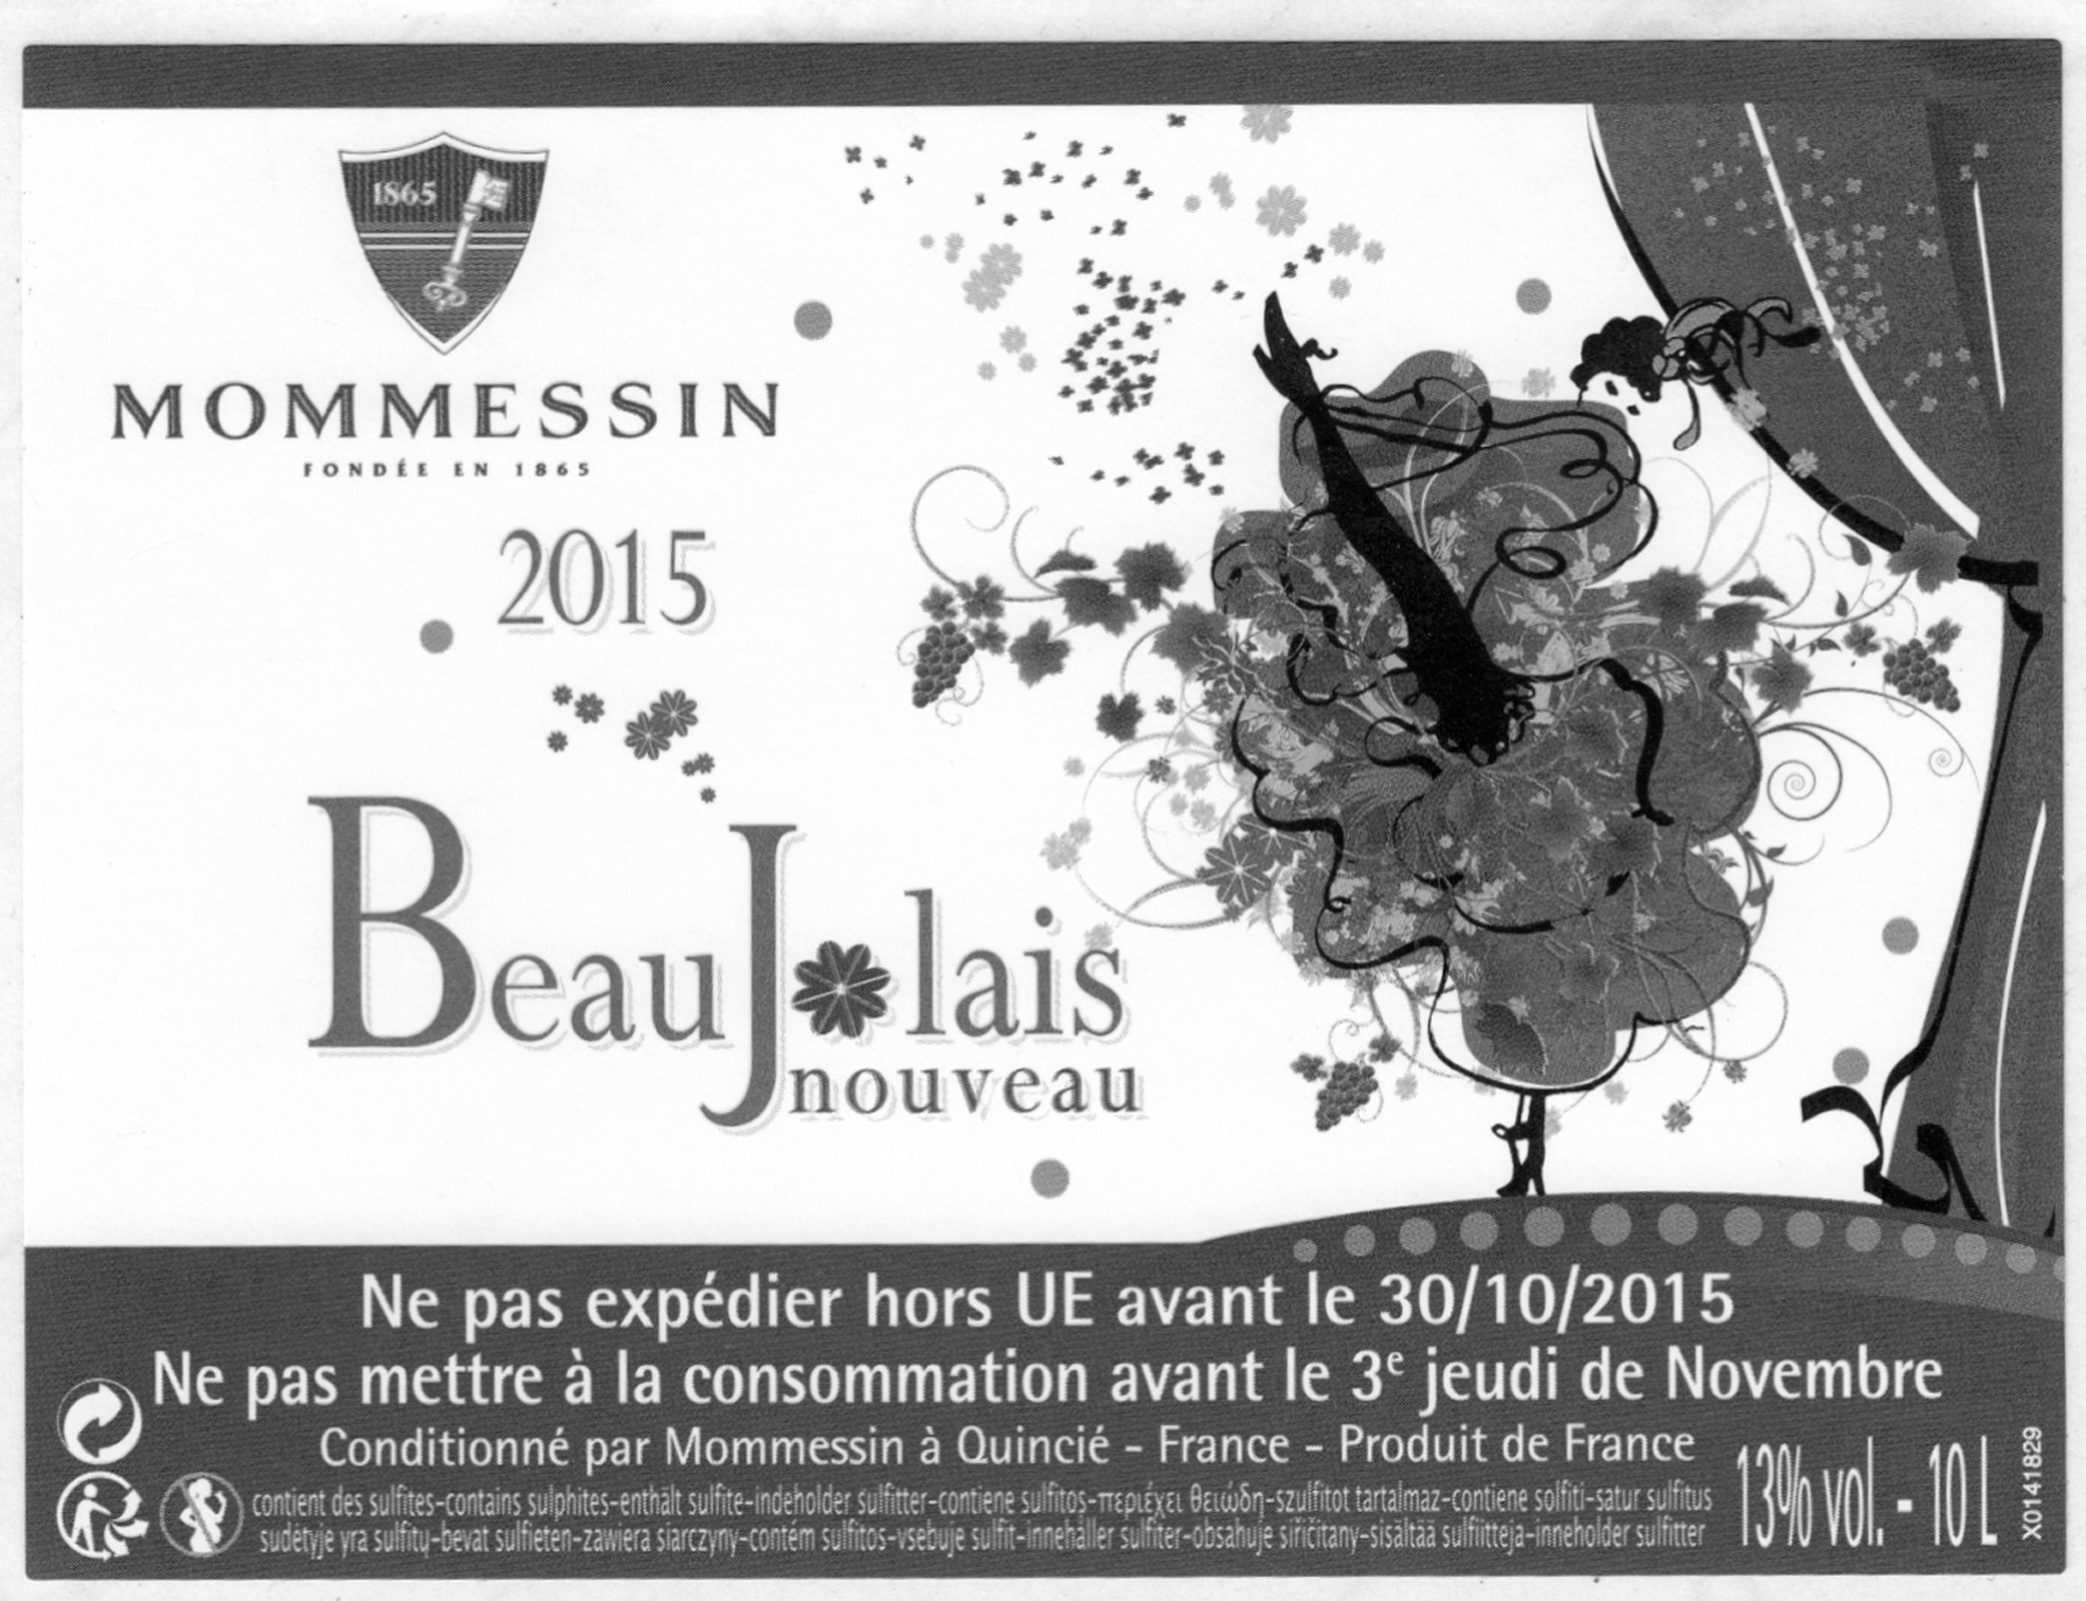 1865
MOMMESSIN
FONDÉE EN 1865
2015
BeauJolais
nouveau
Ne pas expédier hors UE avant le 30/10/2015
Ne pas mettre à la consommation avant le 3e jeudi de Novembre
Conditionné par Mommessin à Quincié - France - Produit de France
contient des sulfites-contains sulphites-enthält sulfite-indeholder sulfitter-contiene sulfitos-περιέχει θειώδη-szulfitot tartalmaz-contiene solfiti-satur sulfitus
sudėtyje yra sulfitų-bevat sulfieten-zawiera siarczyny-contém sulfitos-vsebuje sulfit-innehåller sulfiter-obsahuje siřičitany-sisältää sulfiitteja-inneholder sulfitter
13% vol. - 10 L
X0141829